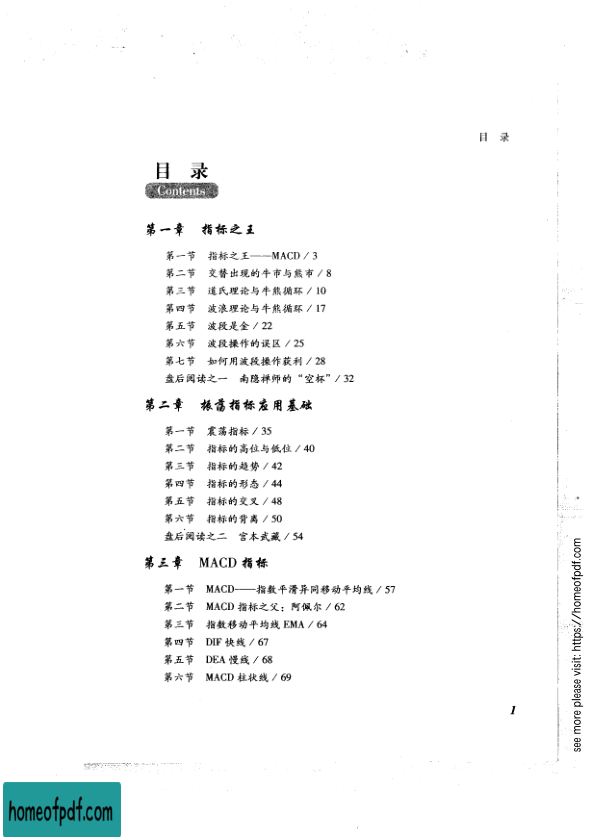 目 录
目 录
Contents
第一章 指标之王
第一节 指标之王——MACD / 3
第二节 交替出现的牛市与熊市 / 8
第三节 道氏理论与牛熊循环 / 10
第四节 波浪理论与牛熊循环 / 17
第五节 波段是金 / 22
第六节 波段操作的误区 / 25
第七节 如何用波段操作获利 / 28
盘后阅读之一 南隐禅师的“空杯” / 32
第二章 振荡指标应用基础
第一节 震荡指标 / 35
第二节 指标的高位与低位 / 40
第三节 指标的趋势 / 42
第四节 指标的形态 / 44
第五节 指标的交叉 / 48
第六节 指标的背离 / 50
盘后阅读之二 宫本武藏 / 54
第三章 MACD 指标
第一节 MACD——指数平滑异同移动平均线 / 57
第二节 MACD 指标之父：阿佩尔 / 62
第三节 指数移动平均线 EMA / 64
第四节 DIF 快线 / 67
第五节 DEA 慢线 / 68
第六节 MACD 柱状线 / 69
1
see more please visit: https://homeofpdf.com
homeofpdf.com